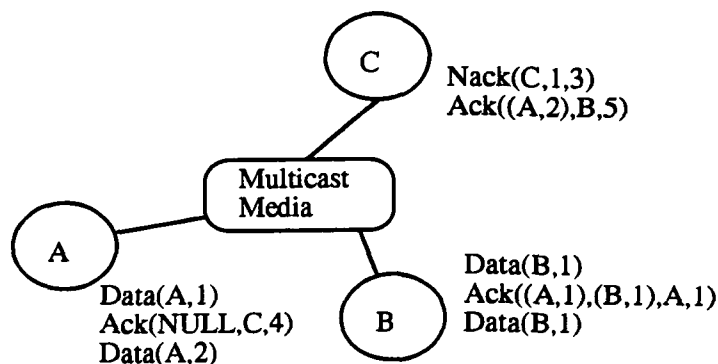 C
Nack(C,1,3)
Ack((A,2),B,5)
Multicast
Media
A
Data(A,1)
Ack(NULL,C,4)
Data(A,2)
B
Data(B,1)
Ack((A,1),(B,1),A,1)
Data(B,1)